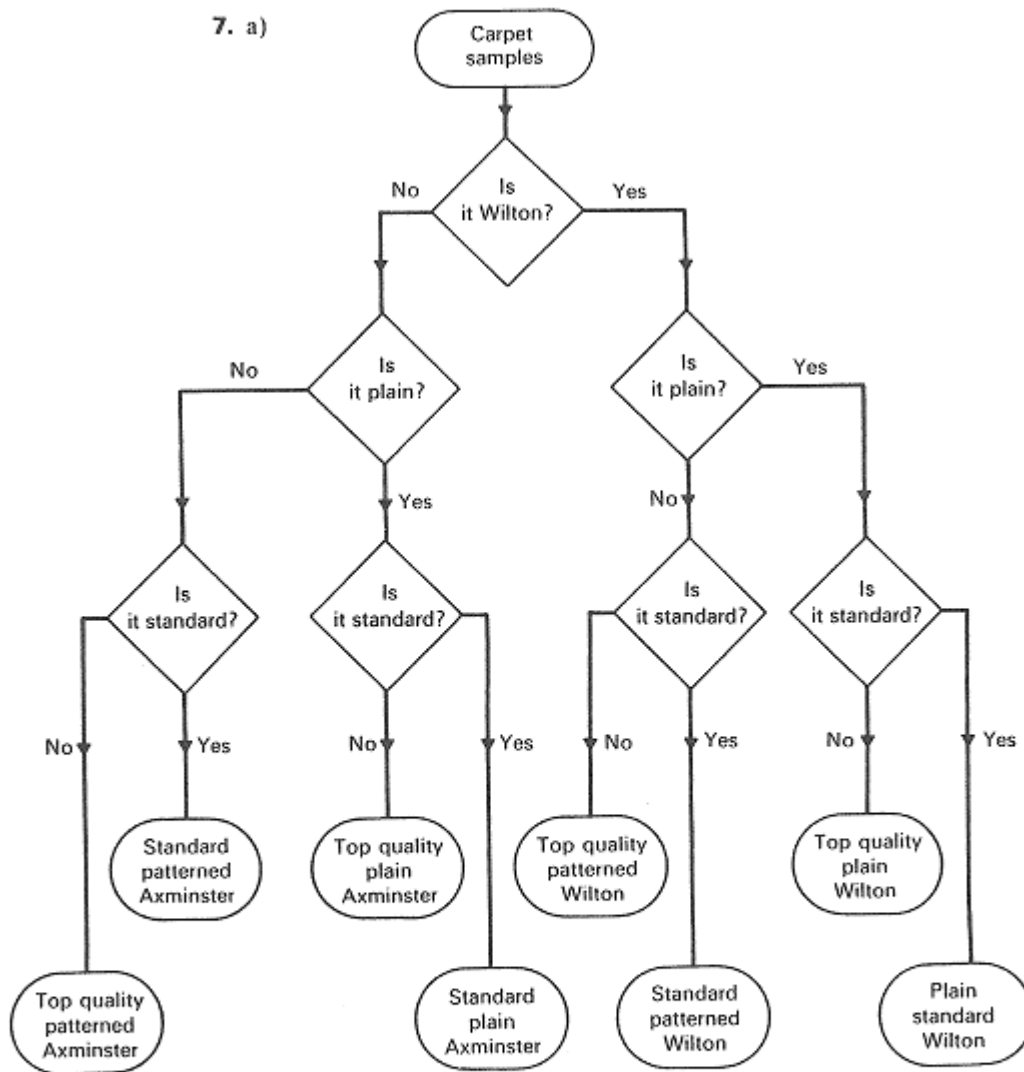 7. a)
Carpet
samples
No
Is
it Wilton?
Yes
No
Is
it plain?
Is
it plain?
Yes
Yes
No
Is
it standard?
Is
it standard?
Is
it standard?
Is
it standard?
No
Yes
No
Yes
No
Yes
No
Yes
Standard
patterned
Axminster
Top quality
plain
Axminster
Top quality
patterned
Wilton
Top quality
plain
Wilton
Top quality
patterned
Axminster
Standard
plain
Axminster
Standard
patterned
Wilton
Plain
standard
Wilton